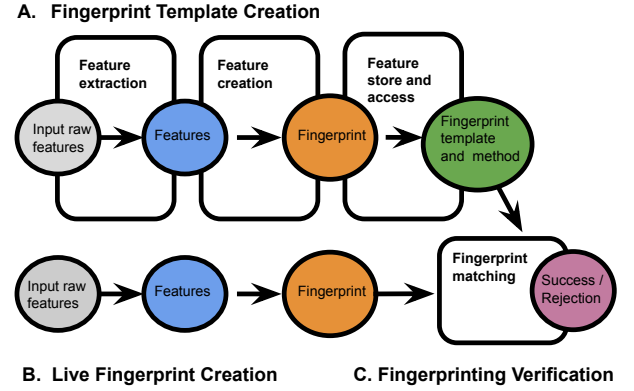 A. Fingerprint Template Creation
Feature
extraction
Feature
creation
Feature
store and
access
Input raw
features
Features
Fingerprint
Fingerprint
template
and method
Input raw
features
Features
Fingerprint
Fingerprint
matching
Success /
Rejection
B. Live Fingerprint Creation
C. Fingerprinting Verification